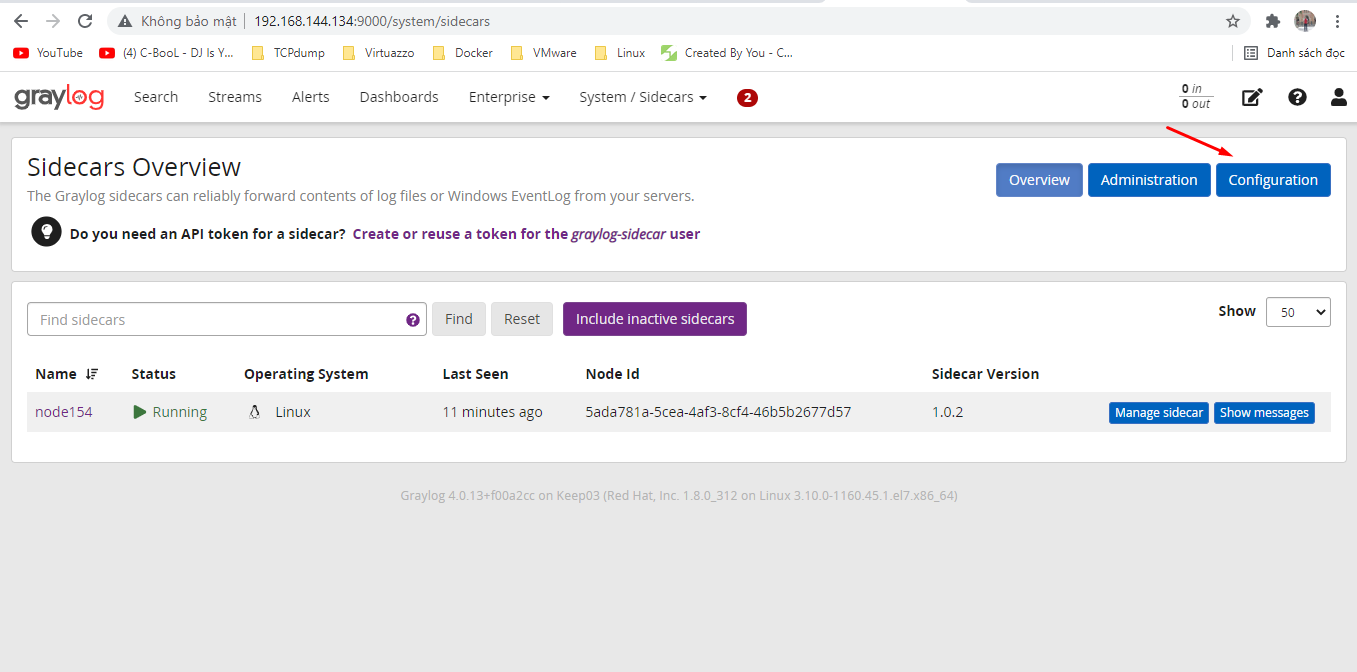 Không bảo mật 192.168.144.134:9000/system/sidecars
YouTube (4) C-BooL - DJ Is Y... TCPdump Virtuazzo Docker VMware Linux Created By You - C... Danh sách đọc
graylog Search Streams Alerts Dashboards Enterprise System / Sidecars 2 0 in
0 out
Sidecars Overview
Overview Administration Configuration
The Graylog sidecars can reliably forward contents of log files or Windows EventLog from your servers.
Do you need an API token for a sidecar? Create or reuse a token for the graylog-sidecar user
Find sidecars Find Reset Include inactive sidecars Show 50
Name Status Operating System Last Seen Node Id Sidecar Version
node154 Running Linux 11 minutes ago 5ada781a-5cea-4af3-8cf4-46b5b2677d57 1.0.2 Manage sidecar Show messages
Graylog 4.0.13+f00a2cc on Keep03 (Red Hat, Inc. 1.8.0_312 on Linux 3.10.0-1160.45.1.el7.x86_64)